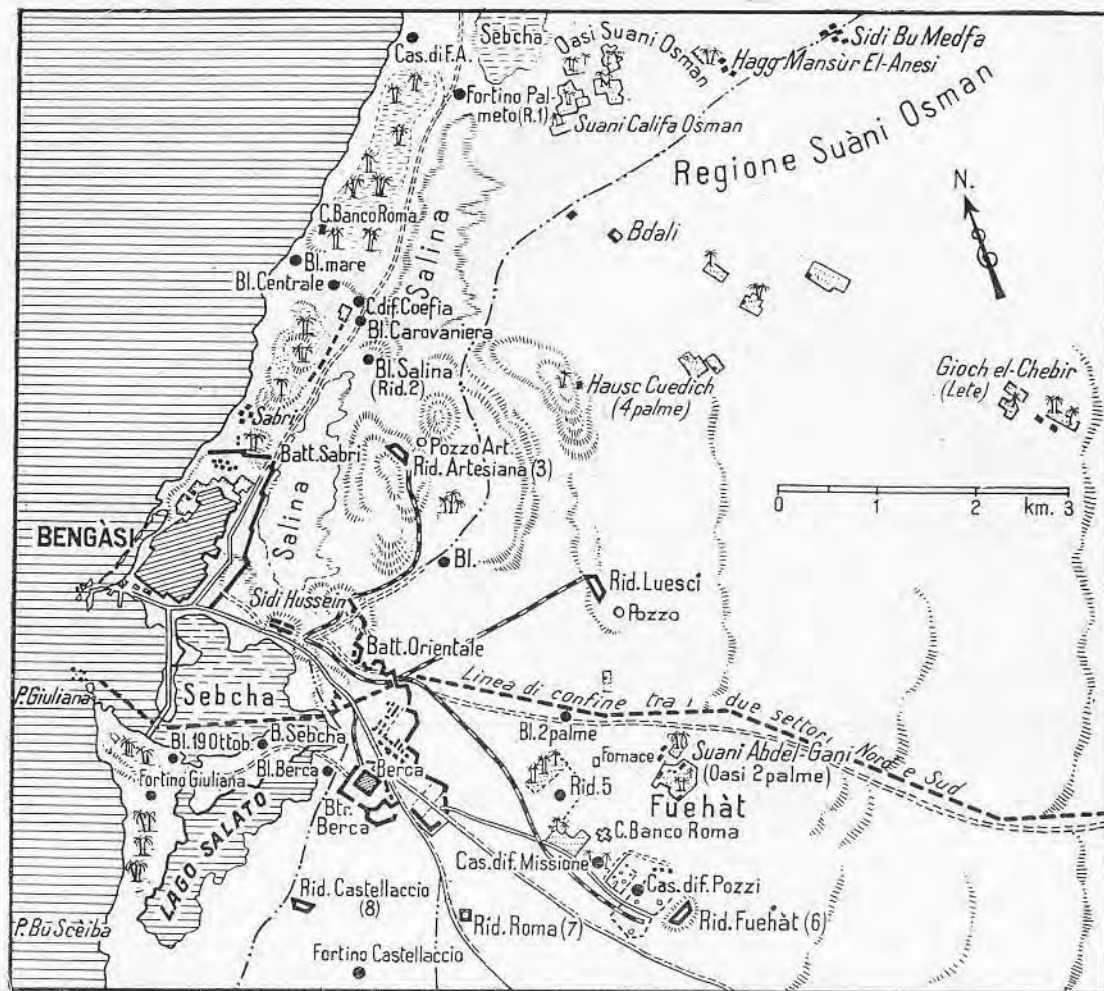 Cas. di F.A.
Sebcha
Oasi Suani Osman
Sidi Bu Medfa
Hagg Mansùr El-Anesi
Fortino Pal-
meto (R.1)
Suani Califa Osman
Regione Suàni Osman
N.
C. Banco Roma
Salina
Bdali
Bl. mare
Bl. Centrale
C. dif. Coefia
Bl. Carovaniera
Bl. Salina
(Rid. 2)
Hausc Cuedich
(4 palme)
Gioch el-Chebir
(Lete)
Sabri
Batt. Sabri
Pozzo Art.
Rid. Artesiana (3)
0 1 2 km. 3
BENGÀSI
Salina
Bl.
Sidi Hussein
Rid. Luesci
Pozzo
Batt. Orientale
Sebcha
P. Giuliana
Linea di confine tra i due settori Nord e Sud
Bl. 19 Ottob.
B. Sebcha
Bl. 2 palme
Fornace
Suani Abdel-Gani
(Oasi 2 palme)
Fortino Giuliana
Bl. Berca
Berca
Rid. 5
Fuehàt
Btr.
Berca
C. Banco Roma
LAGO SALATO
Cas. dif. Missione
Cas. dif. Pozzi
Rid. Castellaccio
(8)
P. Bu Scèiba
Rid. Roma (7)
Rid. Fuehàt (6)
Fortino Castellaccio